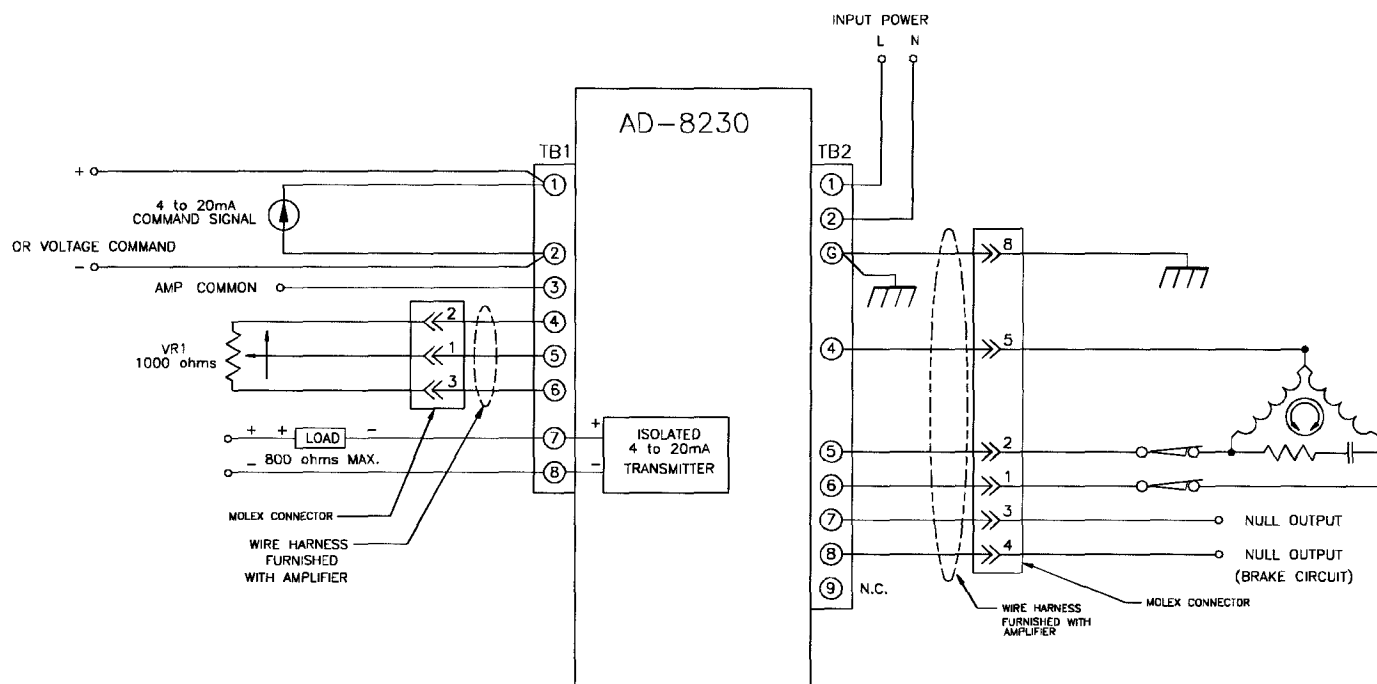 INPUT POWER
L N
AD-8230
TB1
TB2
+
1
4 to 20mA
COMMAND SIGNAL
OR VOLTAGE COMMAND
2
-
AMP COMMON
3
2
4
VR1
1000 ohms
1
5
3
6
+ + LOAD -
7
+
- 800 ohms MAX.
8
-
ISOLATED
4 to 20mA
TRANSMITTER
MOLEX CONNECTOR
WIRE HARNESS
FURNISHED
WITH AMPLIFIER
1
2
G
8
4
5
5
2
6
1
7
3
NULL OUTPUT
8
4
NULL OUTPUT
(BRAKE CIRCUIT)
9
N.C.
WIRE HARNESS
FURNISHED WITH
AMPLIFIER
MOLEX CONNECTOR